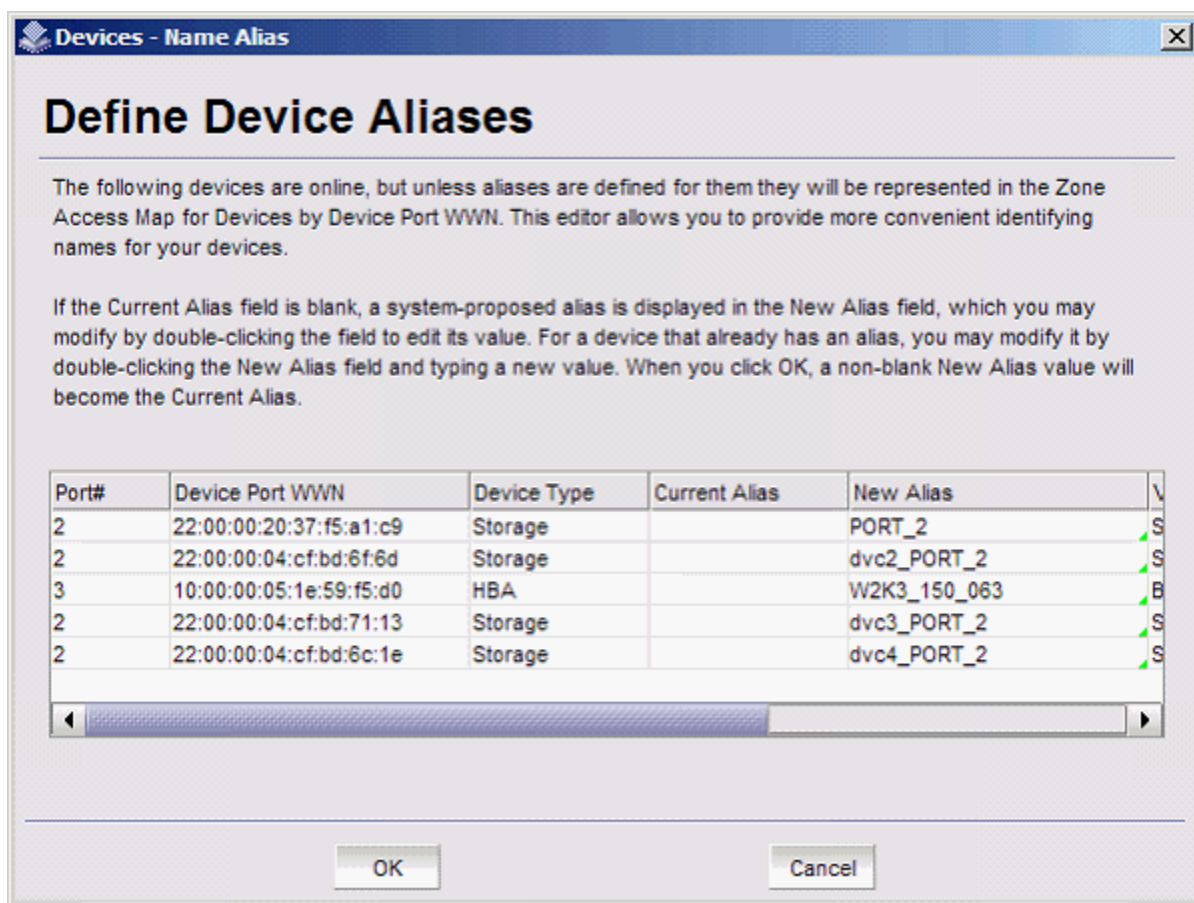 Devices - Name Alias
Define Device Aliases
The following devices are online, but unless aliases are defined for them they will be represented in the Zone
Access Map for Devices by Device Port WWN. This editor allows you to provide more convenient identifying
names for your devices.
If the Current Alias field is blank, a system-proposed alias is displayed in the New Alias field, which you may
modify by double-clicking the field to edit its value. For a device that already has an alias, you may modify it by
double-clicking the New Alias field and typing a new value. When you click OK, a non-blank New Alias value will
become the Current Alias.
Port# Device Port WWN Device Type Current Alias New Alias
2 22:00:00:20:37:f5:a1:c9 Storage PORT_2 S
2 22:00:00:04:cf:bd:6f:6d Storage dvc2_PORT_2 S
3 10:00:00:05:1e:59:f5:d0 HBA W2K3_150_063 B
2 22:00:00:04:cf:bd:71:13 Storage dvc3_PORT_2 S
2 22:00:00:04:cf:bd:6c:1e Storage dvc4_PORT_2 S
OK Cancel